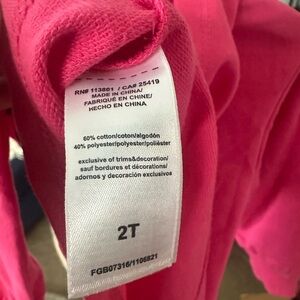 RN# 113861 / CA# 25419
MADE IN CHINA/
FABRIQUÉ EN CHINE/
HECHO EN CHINA
60% cotton/coton/algodón
40% polyester/polyester/poliéster
exclusive of trims&decoration/
sauf bordures et décorations/
adornos y decoración exclusivos
2T
FGB07316/1106821